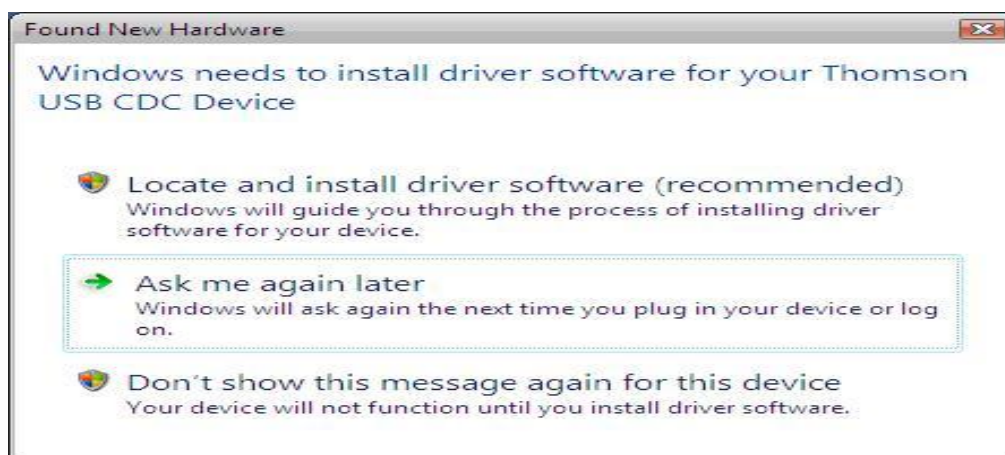 Found New Hardware
Windows needs to install driver software for your Thomson
USB CDC Device
Locate and install driver software (recommended)
Windows will guide you through the process of installing driver
software for your device.
Ask me again later
Windows will ask again the next time you plug in your device or log
on.
Don't show this message again for this device
Your device will not function until you install driver software.